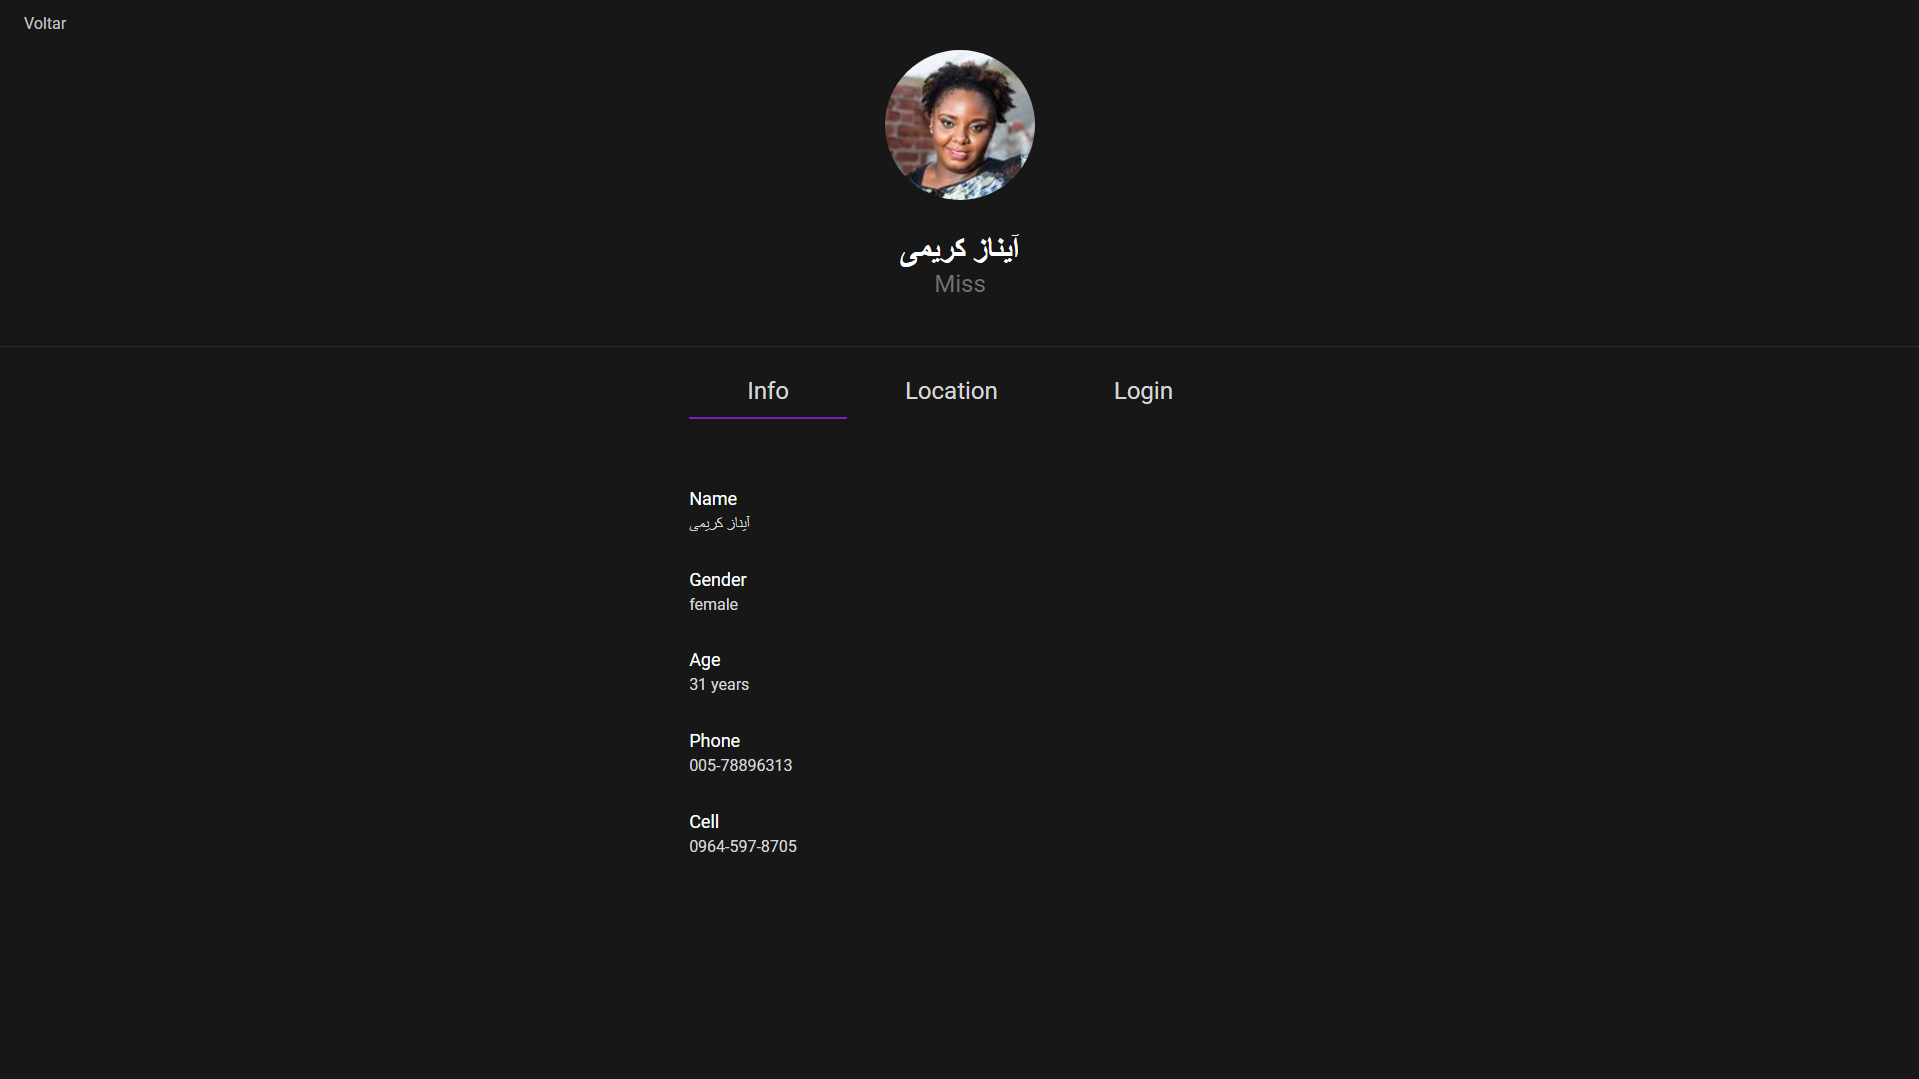 Voltar
آیناز کریمی
Miss
Info Location Login
Name
آیناز کریمی
Gender
female
Age
31 years
Phone
005-78896313
Cell
0964-597-8705